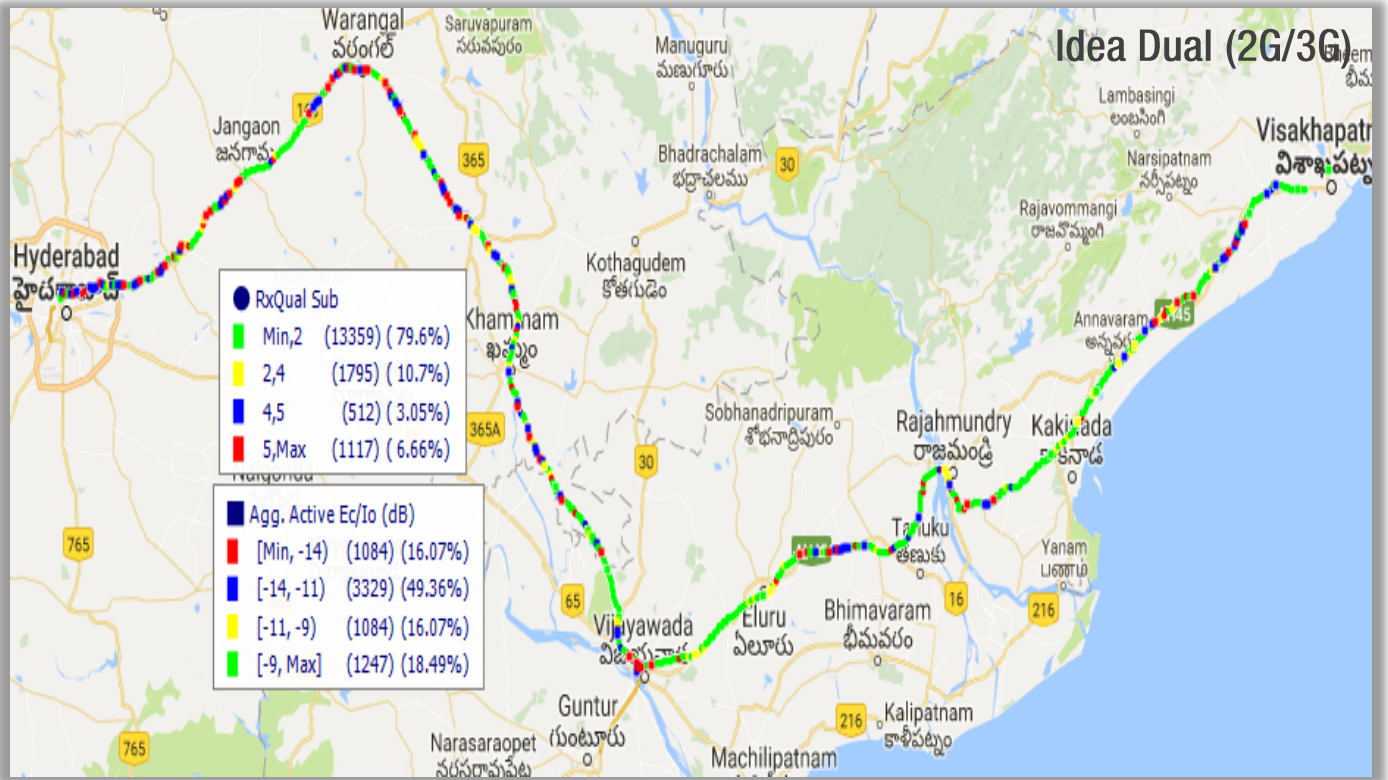 Idea Dual (2G/3G)
Warangal
వరంగల్
Saruvapuram
సరువపురం
Manuguru
మణుగూరు
Lambasingi
లంబసింగి
Jangaon
జనగావు
365
Bhadrachalam
భద్రాచలము
30
Narsipatnam
నర్సీపట్నం
Visakhapatn
విశాఖపట్న
Rajavommangi
రాజవొమ్మంగి
Hyderabad
Kothagudem
కోతగుడెం
Khammam
ఖమ్మం
Annavaram
RxQual Sub
Min,2 (13359) ( 79.6%)
2,4 (1795) ( 10.7%)
4,5 (512) ( 3.05%)
5,Max (1117) ( 6.66%)
365A
Sobhanadripuram
శోభనాద్రిపురం
Rajahmundry
రాజమండ్రి
Kakinada
30
Agg. Active Ec/Io (dB)
[Min, -14) (1084) (16.07%)
[-14, -11) (3329) (49.36%)
[-11, -9) (1084) (16.07%)
[-9, Max] (1247) (18.49%)
765
Tanuku
తణుకు
Yanam
16
216
65
Vijayawada
Eluru
ఏలూరు
Bhimavaram
భీమవరం
Guntur
గుంటూరు
216
Kalipatnam
కాళీపట్నం
765
Narasaraopet
Machilipatnam